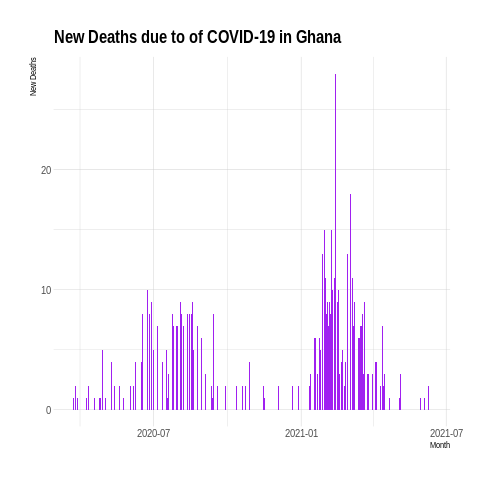 New Deaths due to of COVID-19 in Ghana
New Deaths
20
10
0
2020-07
2021-01
2021-07
Month